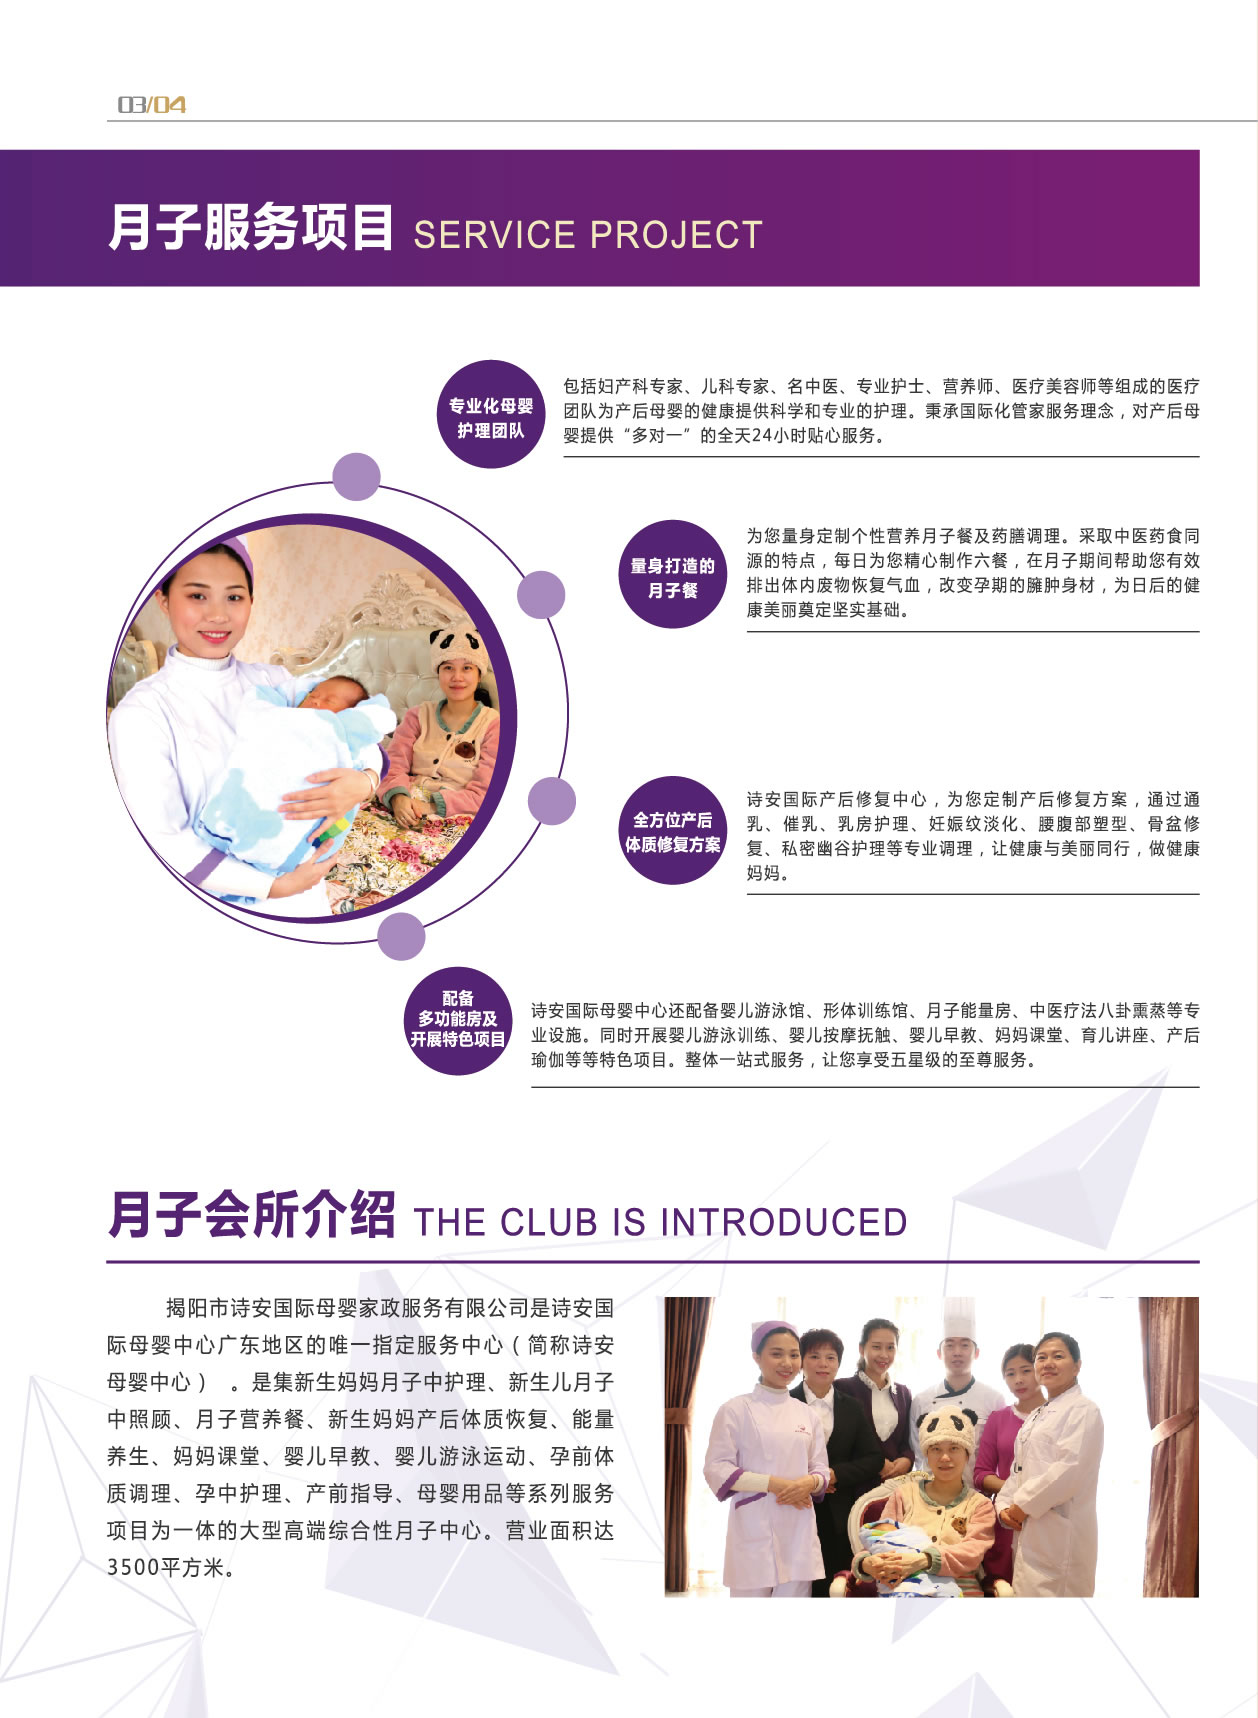 03/04
月子服务项目 SERVICE PROJECT
专业化母婴
护理团队
包括妇产科专家、儿科专家、名中医、专业护士、营养师、医疗美容师等组成的医疗
团队为产后母婴的健康提供科学和专业的护理。秉承国际化管家服务理念，对产后母
婴提供“多对一”的全天24小时贴心服务。
量身打造的
月子餐
为您量身定制个性营养月子餐及药膳调理。采取中医药食同
源的特点，每日为您精心制作六餐，在月子期间帮助您有效
排出体内废物恢复气血，改变孕期的臃肿身材，为日后的健
康美丽奠定坚实基础。
全方位产后
体质修复方案
诗安国际产后修复中心，为您定制产后修复方案，通过通
乳、催乳、乳房护理、妊娠纹淡化、腰腹部塑型、骨盆修
复、私密幽谷护理等专业调理，让健康与美丽同行，做健康
妈妈。
配备
多功能房及
开展特色项目
诗安国际母婴中心还配备婴儿游泳馆、形体训练馆、月子能量房、中医疗法八卦熏蒸等专
业设施。同时开展婴儿游泳训练、婴儿按摩抚触、婴儿早教、妈妈课堂、育儿讲座、产后
瑜伽等等特色项目。整体一站式服务，让您享受五星级的至尊服务。
月子会所介绍 THE CLUB IS INTRODUCED
揭阳市诗安国际母婴家政服务有限公司是诗安国
际母婴中心广东地区的唯一指定服务中心（简称诗安
母婴中心） 。是集新生妈妈月子中护理、新生儿月子
中照顾、月子营养餐、新生妈妈产后体质恢复、能量
养生、妈妈课堂、婴儿早教、婴儿游泳运动、孕前体
质调理、孕中护理、产前指导、母婴用品等系列服务
项目为一体的大型高端综合性月子中心。营业面积达
3500平方米。